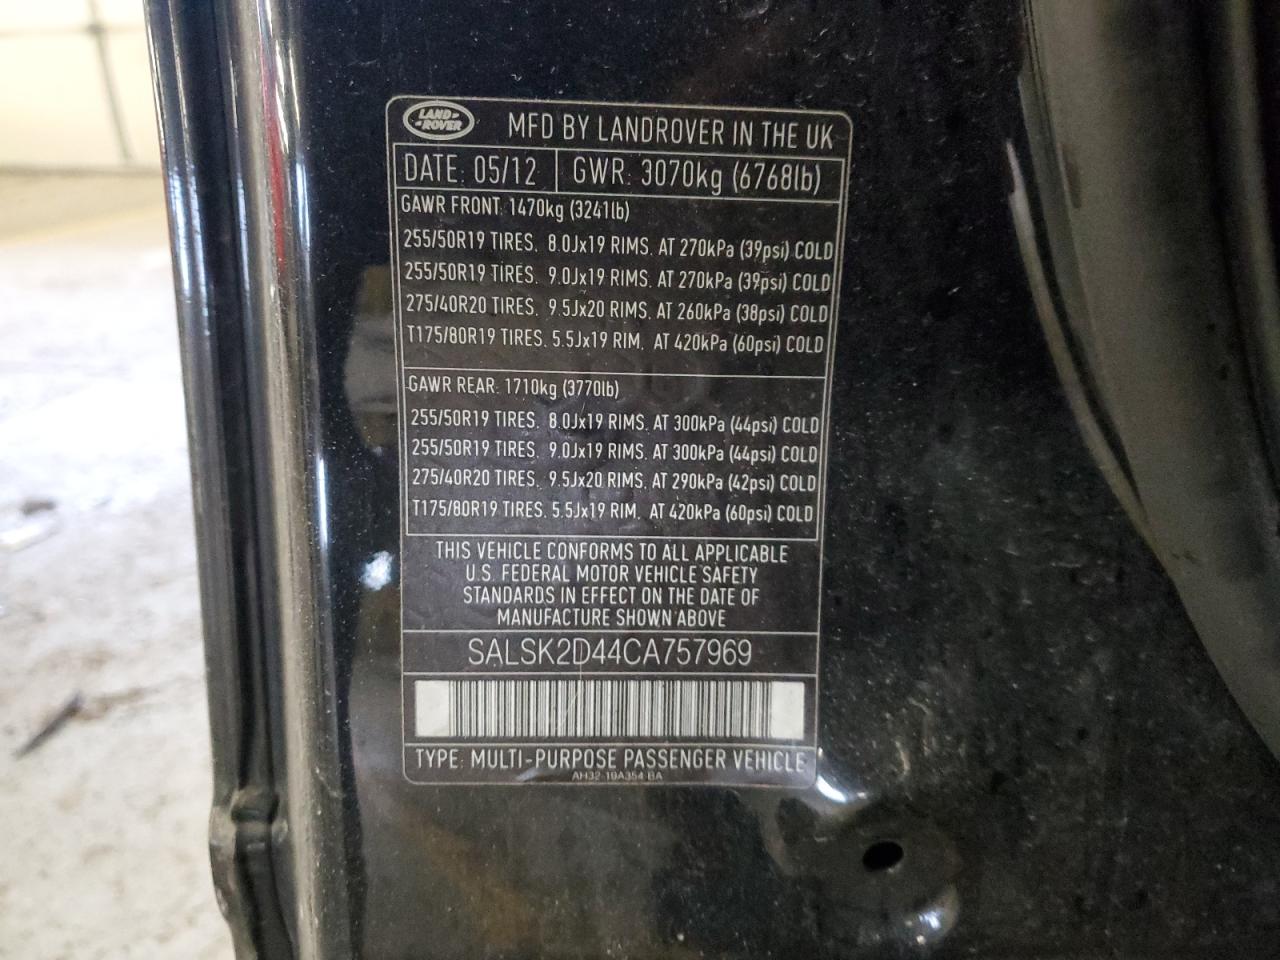 LAND-
-ROVER
MFD BY LANDROVER IN THE UK
DATE: 05/12 GWR: 3070kg (6768lb)
GAWR FRONT: 1470kg (3241lb)
255/50R19 TIRES. 8.0Jx19 RIMS. AT 270kPa (39psi) COLD
255/50R19 TIRES. 9.0Jx19 RIMS. AT 270kPa (39psi) COLD
275/40R20 TIRES. 9.5Jx20 RIMS. AT 260kPa (38psi) COLD
T175/80R19 TIRES. 5.5Jx19 RIM. AT 420kPa (60psi) COLD
GAWR REAR: 1710kg (3770lb)
255/50R19 TIRES. 8.0Jx19 RIMS. AT 300kPa (44psi) COLD
255/50R19 TIRES. 9.0Jx19 RIMS. AT 300kPa (44psi) COLD
275/40R20 TIRES. 9.5Jx20 RIMS. AT 290kPa (42psi) COLD
T175/80R19 TIRES. 5.5Jx19 RIM. AT 420kPa (60psi) COLD
THIS VEHICLE CONFORMS TO ALL APPLICABLE
U.S. FEDERAL MOTOR VEHICLE SAFETY
STANDARDS IN EFFECT ON THE DATE OF
MANUFACTURE SHOWN ABOVE
SALSK2D44CA757969
TYPE: MULTI-PURPOSE PASSENGER VEHICLE
AH32-19A354-BA